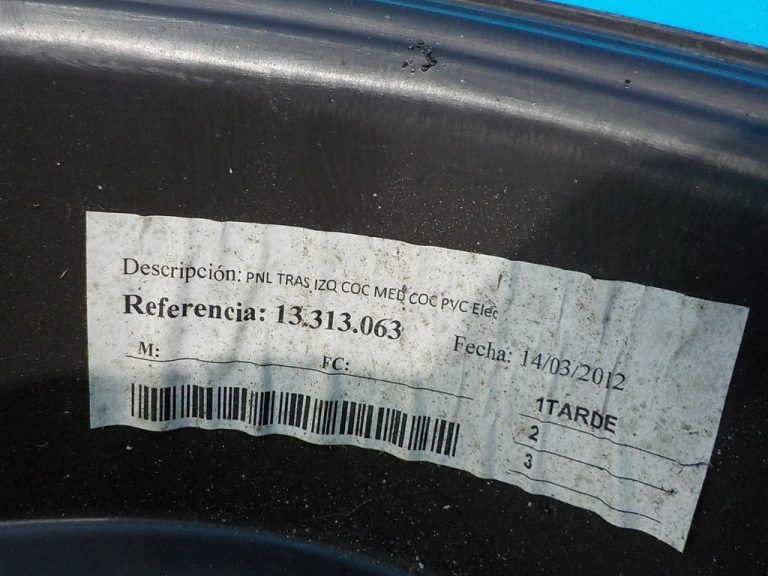 Descripción: PNL TRAS IZQ COC MED COC PVC Elec
Referencia: 13.313.063
Fecha: 14/03/2012
M:
FC:
1TARDE
2
3